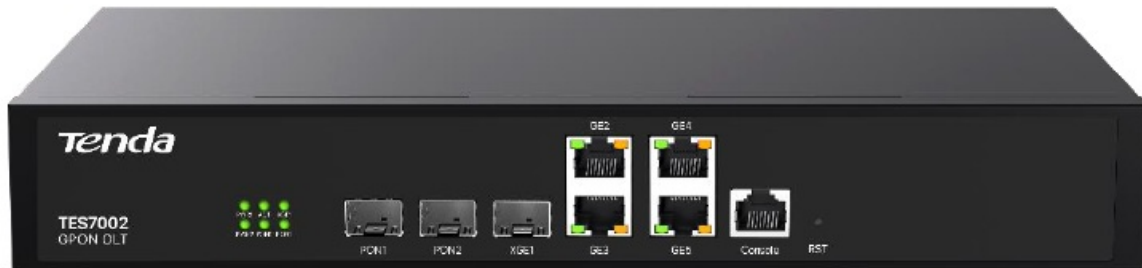 Tenda
TES7002
GPON OLT
PON1
PON2
XGE1
GE2
GE4
GE3
GE5
Console
RST